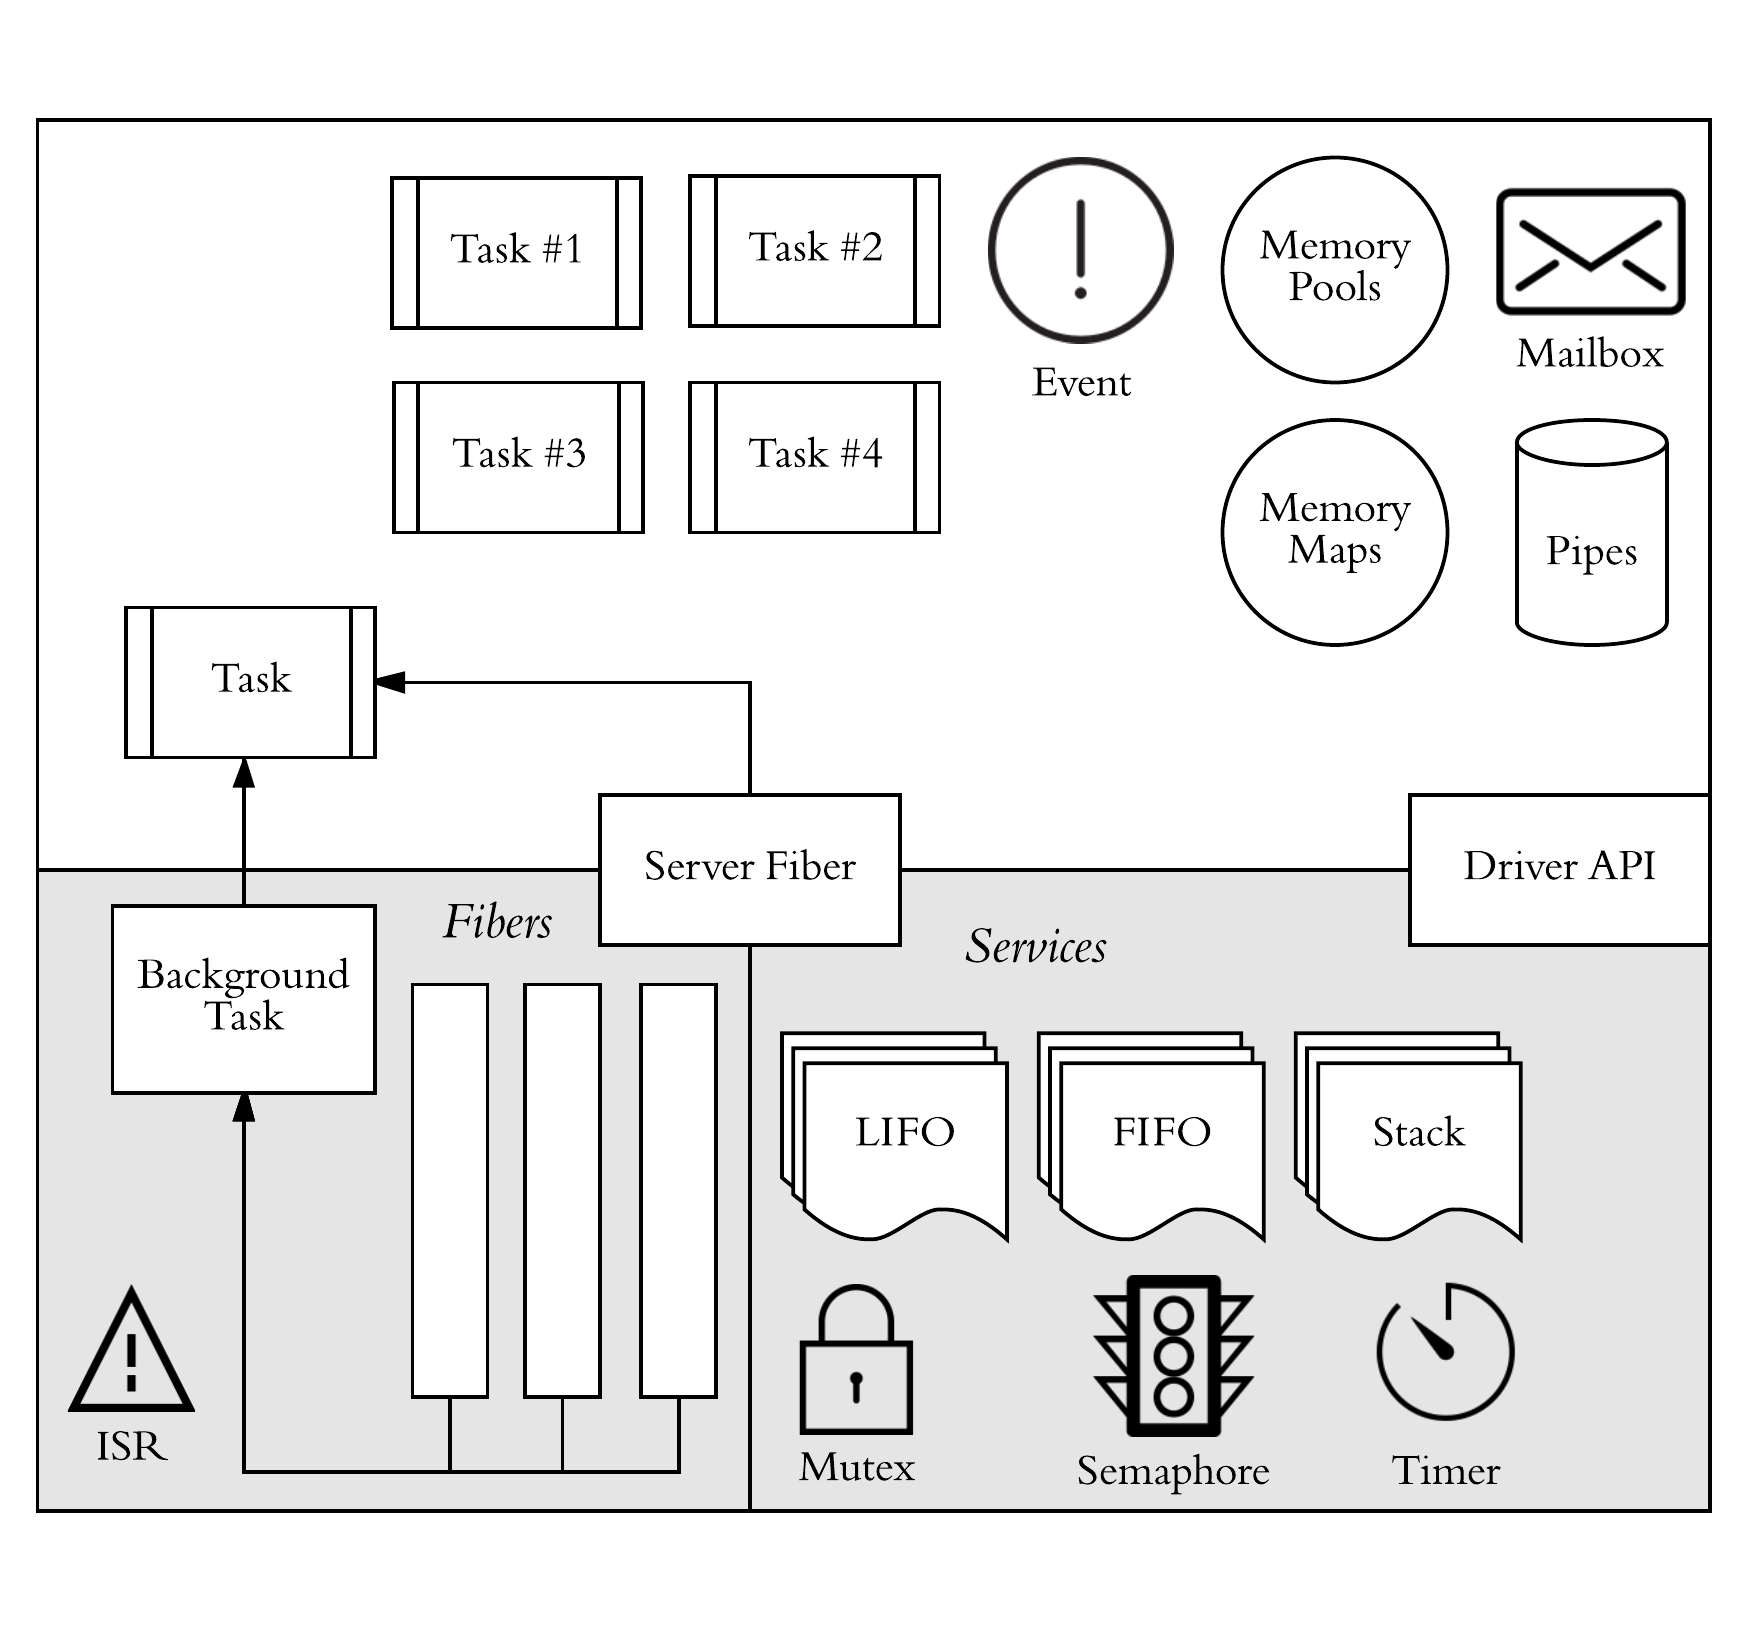 Task #1
Task #2
Event
Memory
Pools
Mailbox
Task #3
Task #4
Memory
Maps
Pipes
Task
Server Fiber
Driver API
Fibers
Services
Background
Task
LIFO
FIFO
Stack
ISR
Mutex
Semaphore
Timer